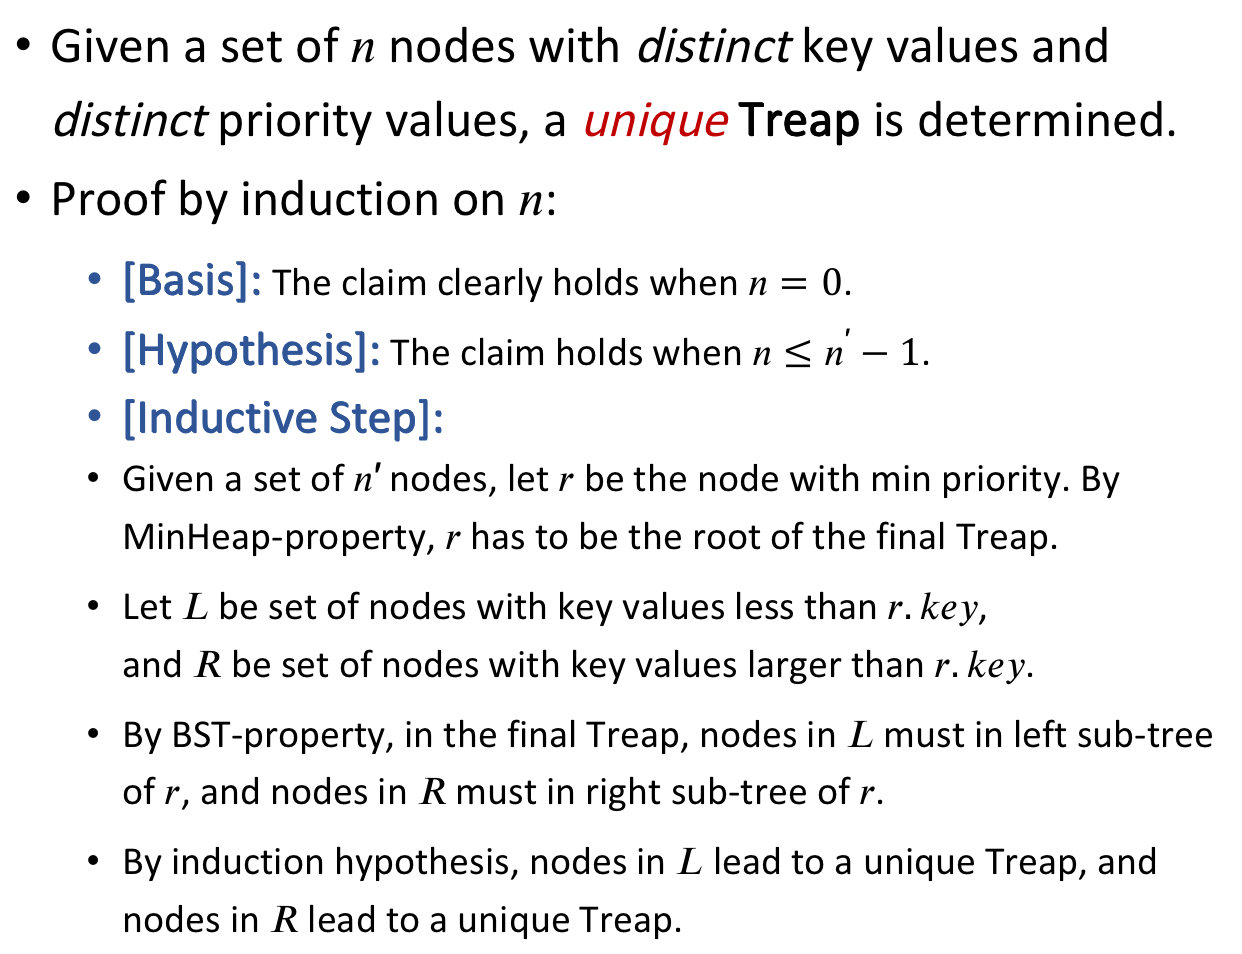 • Given a set of n nodes with distinct key values and
distinct priority values, a unique Treap is determined.
• Proof by induction on n:
• [Basis]: The claim clearly holds when n = 0.
• [Hypothesis]: The claim holds when n ≤ n′ − 1.
• [Inductive Step]:
• Given a set of n′ nodes, let r be the node with min priority. By
MinHeap-property, r has to be the root of the final Treap.
• Let L be set of nodes with key values less than r.key,
and R be set of nodes with key values larger than r.key.
• By BST-property, in the final Treap, nodes in L must in left sub-tree
of r, and nodes in R must in right sub-tree of r.
• By induction hypothesis, nodes in L lead to a unique Treap, and
nodes in R lead to a unique Treap.